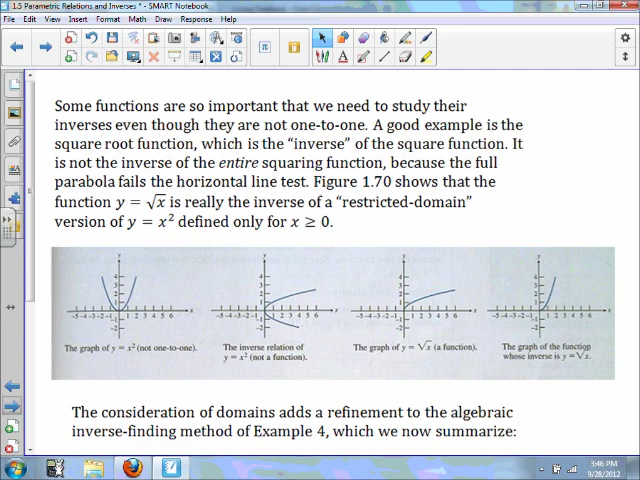 1.5 Parametric Relations and Inverses * - SMART Notebook
File Edit View Insert Format Math Draw Response Help
Some functions are so important that we need to study their
inverses even though they are not one-to-one. A good example is the
square root function, which is the “inverse” of the square function. It
is not the inverse of the entire squaring function, because the full
parabola fails the horizontal line test. Figure 1.70 shows that the
function y = √x is really the inverse of a “restricted-domain”
version of y = x² defined only for x ≥ 0.
The graph of y = x² (not one-to-one).
The inverse relation of
y = x² (not a function).
The graph of y = √x (a function).
The graph of the function
whose inverse is y = √x.
The consideration of domains adds a refinement to the algebraic
inverse-finding method of Example 4, which we now summarize:
3:46 PM
9/28/2012